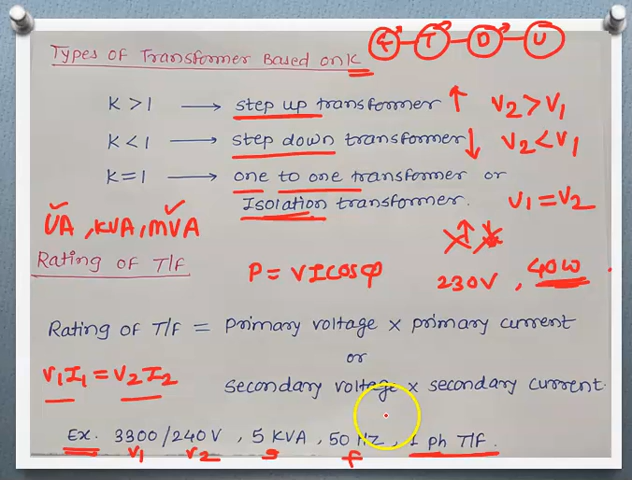 Types of Transformer Based on K
G T D U
K > 1 → step up transformer ↑ V2 > V1
K < 1 → step down transformer ↓ V2 < V1
K = 1 → one to one transformer or
Isolation transformer. V1 = V2
VA, KVA, MVA
Rating of T/F
P = VI cos φ
230V, 40W
Rating of T/F = primary voltage × primary current
or
V1I1 = V2I2
secondary voltage × secondary current.
Ex. 3300/240V, 5 KVA, 50 HZ, 1 ph T/F.
V1 V2 S f